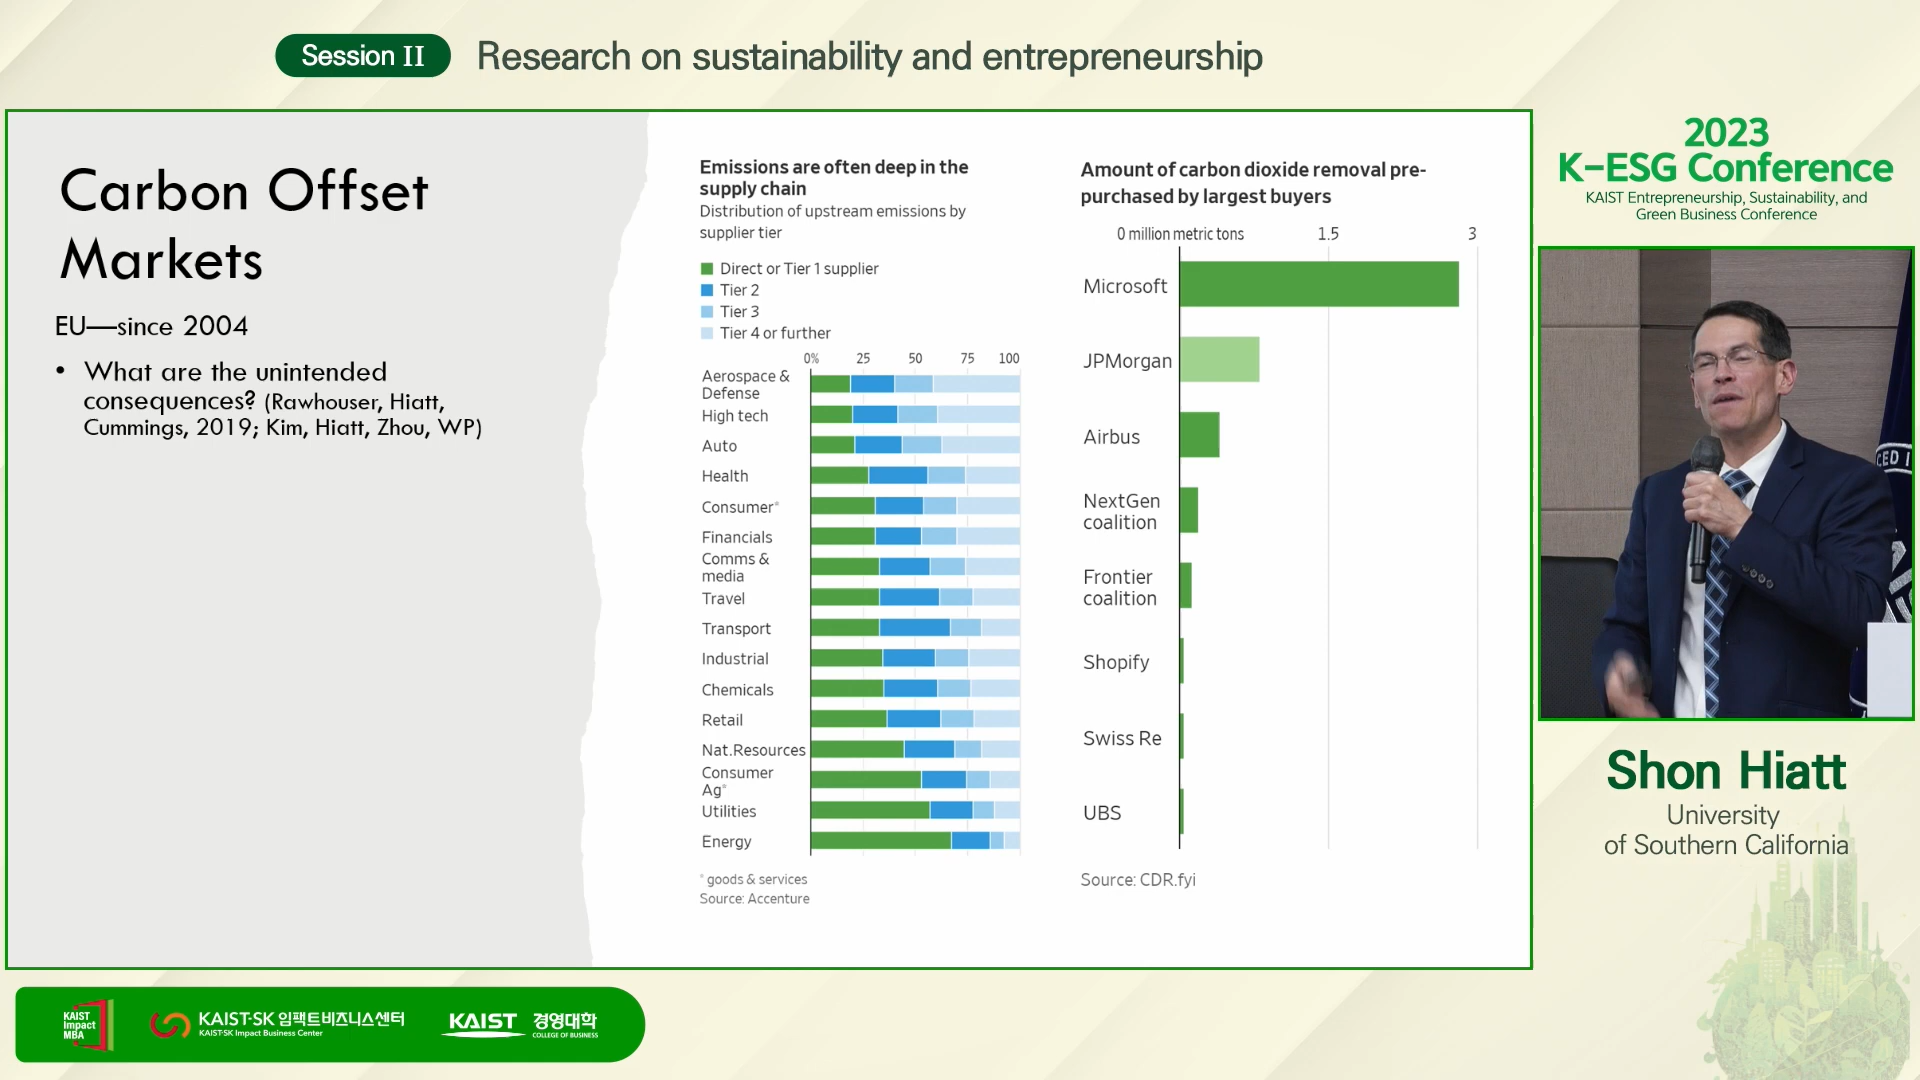 Session II
Research on sustainability and entrepreneurship
Carbon Offset
Markets
EU—since 2004
• What are the unintended
consequences? (Rawhouser, Hiatt,
Cummings, 2019; Kim, Hiatt, Zhou, WP)
Emissions are often deep in the
supply chain
Distribution of upstream emissions by
supplier tier
Direct or Tier 1 supplier
Tier 2
Tier 3
Tier 4 or further
0% 25 50 75 100
Aerospace &
Defense
High tech
Auto
Health
Consumer*
Financials
Comms &
media
Travel
Transport
Industrial
Chemicals
Retail
Nat.Resources
Consumer
Ag*
Utilities
Energy
* goods & services
Source: Accenture
Amount of carbon dioxide removal pre-
purchased by largest buyers
0 million metric tons 1.5 3
Microsoft
JPMorgan
Airbus
NextGen
coalition
Frontier
coalition
Shopify
Swiss Re
UBS
Source: CDR.fyi
2023
K-ESG Conference
KAIST Entrepreneurship, Sustainability, and
Green Business Conference
CED I
Shon Hiatt
University
of Southern California
KAIST
Impact
MBA
KAIST-SK 임팩트비즈니스센터
KAIST-SK Impact Business Center
KAIST 경영대학
COLLEGE OF BUSINESS